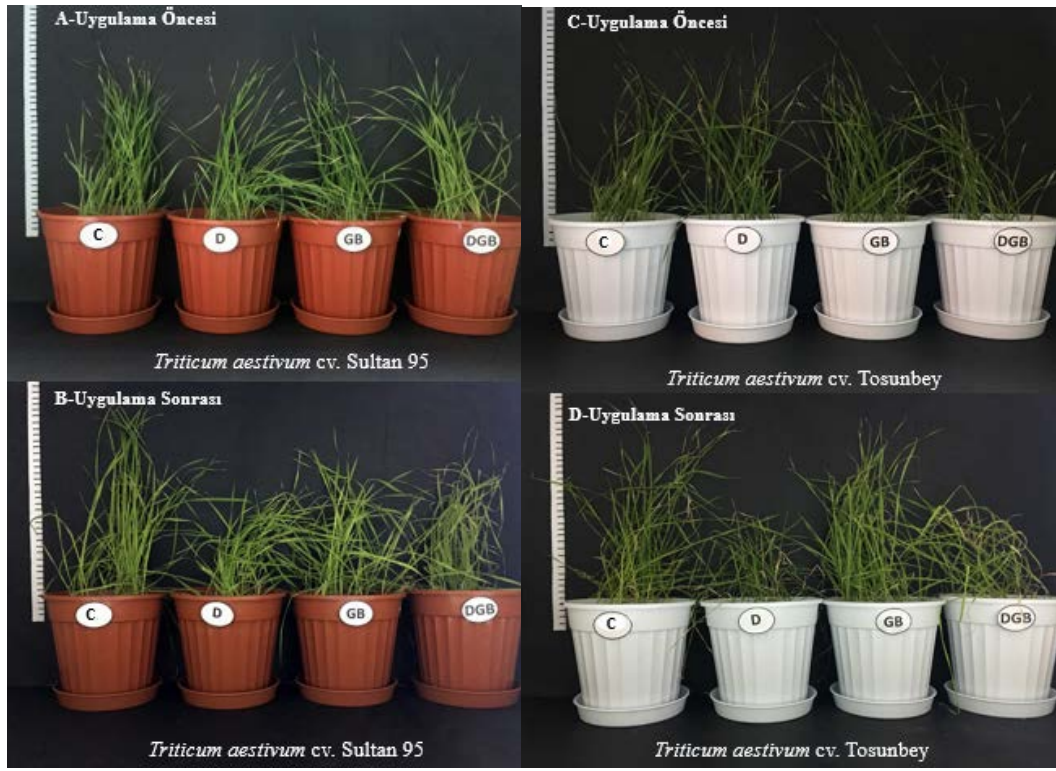 A-Uygulama Öncesi
C
D
GB
DGB
Triticum aestivum cv. Sultan 95
C-Uygulama Öncesi
C
D
GB
DGB
Triticum aestivum cv. Tosunbey
B-Uygulama Sonrası
C
D
GB
DGB
Triticum aestivum cv. Sultan 95
D-Uygulama Sonrası
C
D
GB
DGB
Triticum aestivum cv. Tosunbey